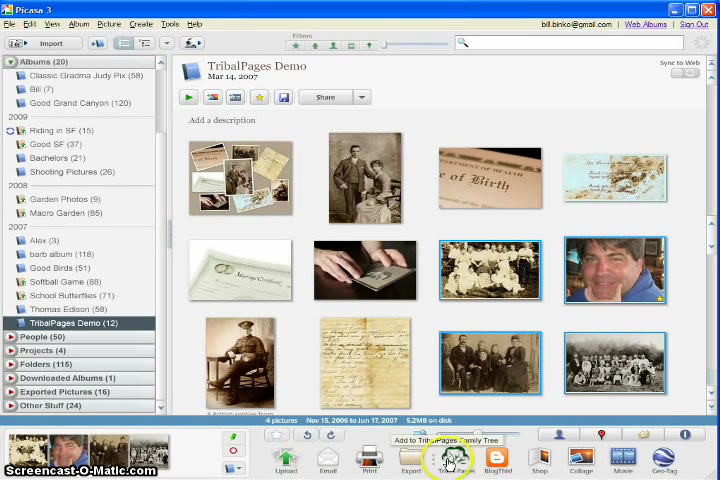 Picasa 3
File Edit View Album Picture Create Tools Help
bill.binko@gmail.com Web Albums Sign Out
Import
Filters
Albums (20)
Classic Gradma Judy Pix (58)
Bill (7)
Good Grand Canyon (120)
2009
Riding in SF (15)
Good SF (37)
Bachelors (21)
Shooting Pictures (26)
2008
Garden Photos (9)
Macro Garden (85)
2007
Alex (3)
barb album (118)
Good Birds (51)
Softball Game (88)
School Butterflies (71)
Thomas Edison (58)
TribalPages Demo (12)
People (50)
Projects (4)
Folders (115)
Downloaded Albums (1)
Exported Pictures (16)
Other Stuff (24)
TribalPages Demo
Mar 14, 2007
Sync to Web
Share
Add a description
DEPARTMENT OF HEALTH
e of Birth
4 pictures Nov 15, 2006 to Jun 17, 2007 5.2MB on disk
Add to TribalPages Family Tree
Upload Email Print Export TribalPages BlogThis! Shop Collage Movie Geo-Tag
Screencast-O-Matic.com